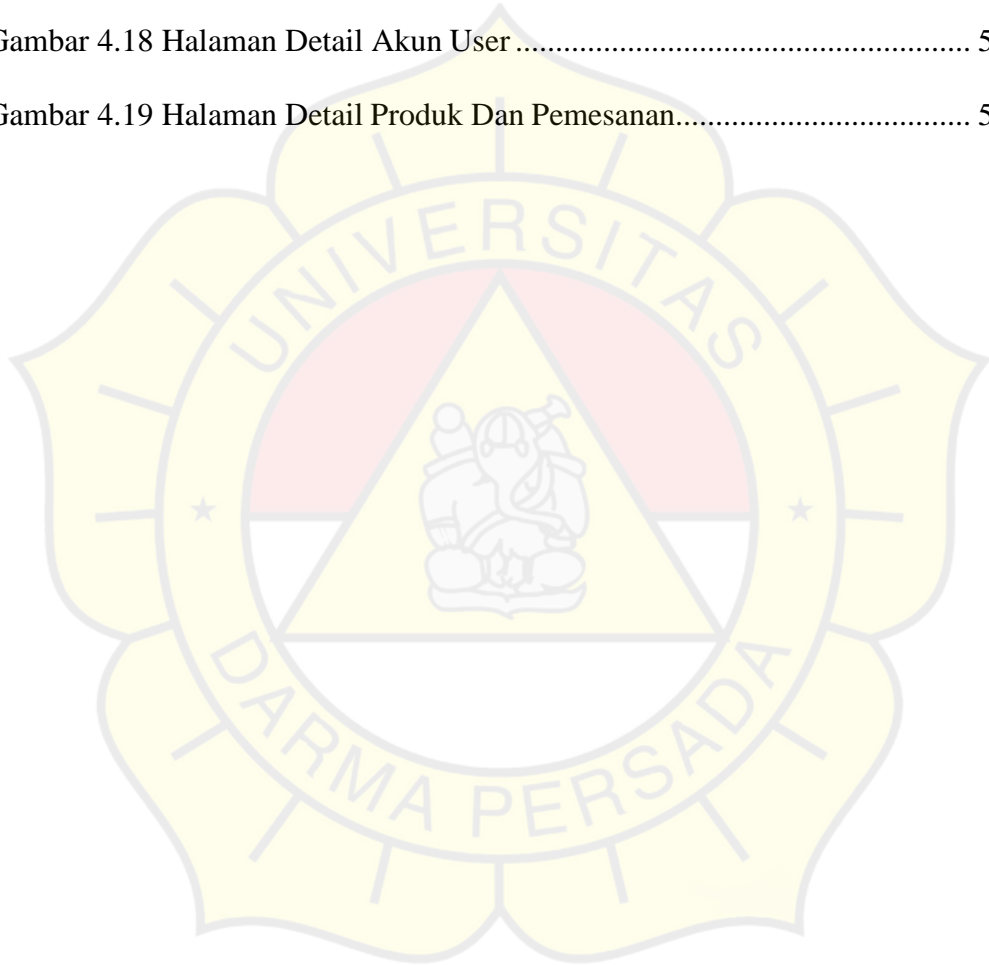 Gambar 4.18 Halaman Detail Akun User ........................................................ 5
Gambar 4.19 Halaman Detail Produk Dan Pemesanan.................................... 5
UNIVERSITAS
DARMA PERSADA